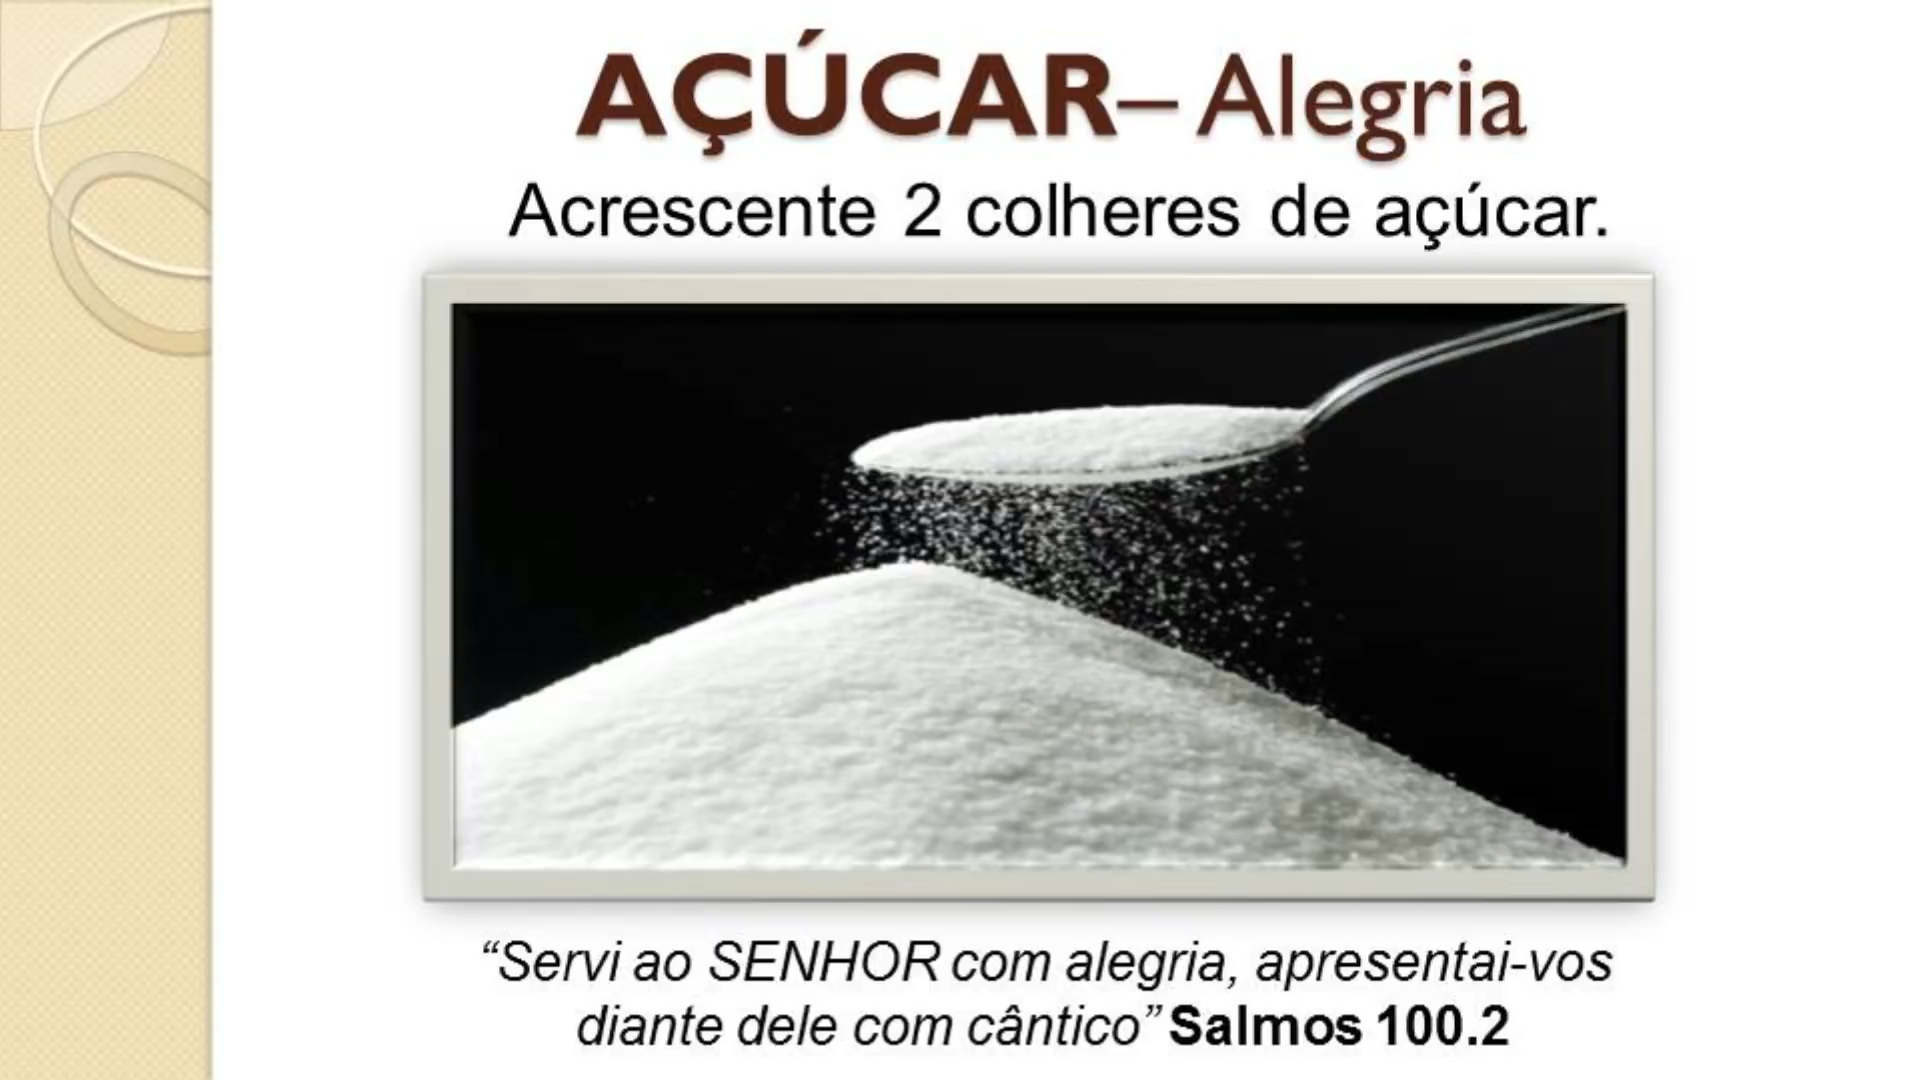 AÇÚCAR– Alegria
Acrescente 2 colheres de açúcar.
“Servi ao SENHOR com alegria, apresentai-vos
diante dele com cântico” Salmos 100.2